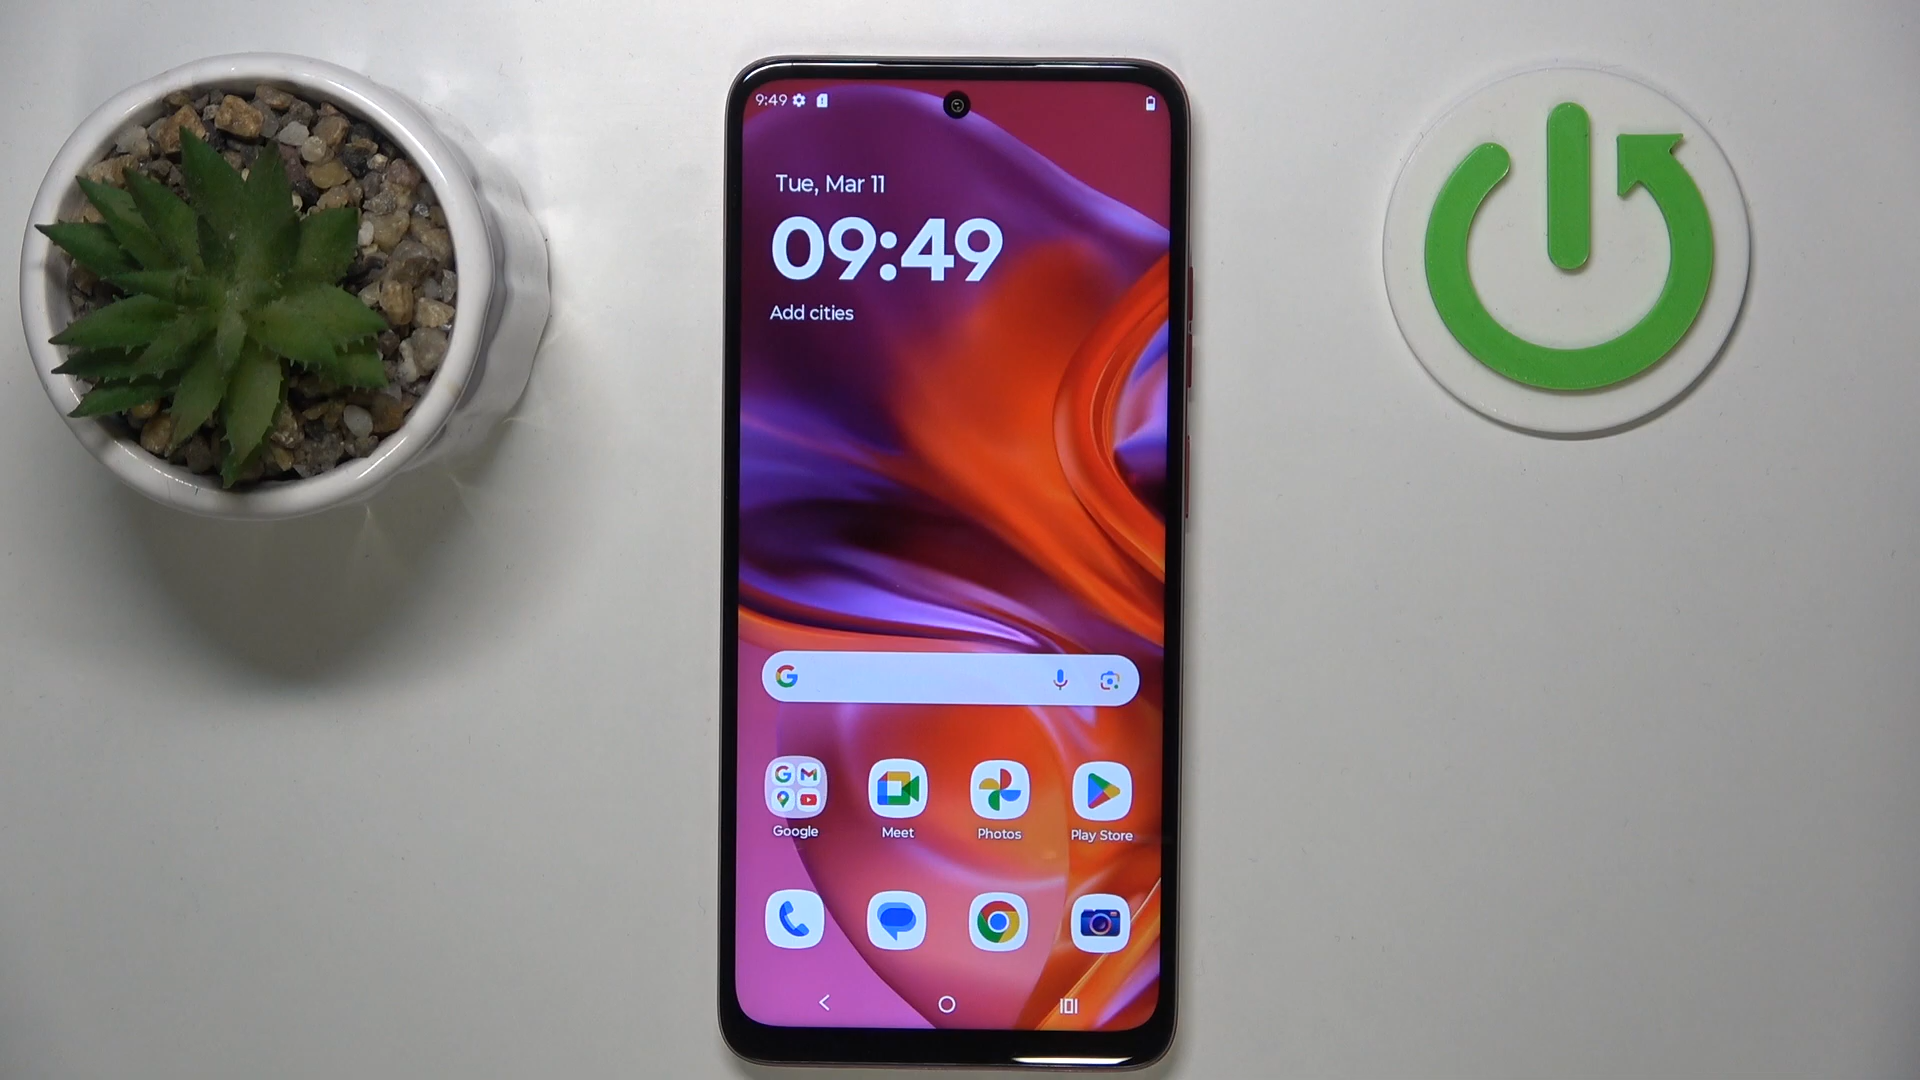 9:49
Tue, Mar 11
09:49
Add cities
Google
Meet
Photos
Play Store